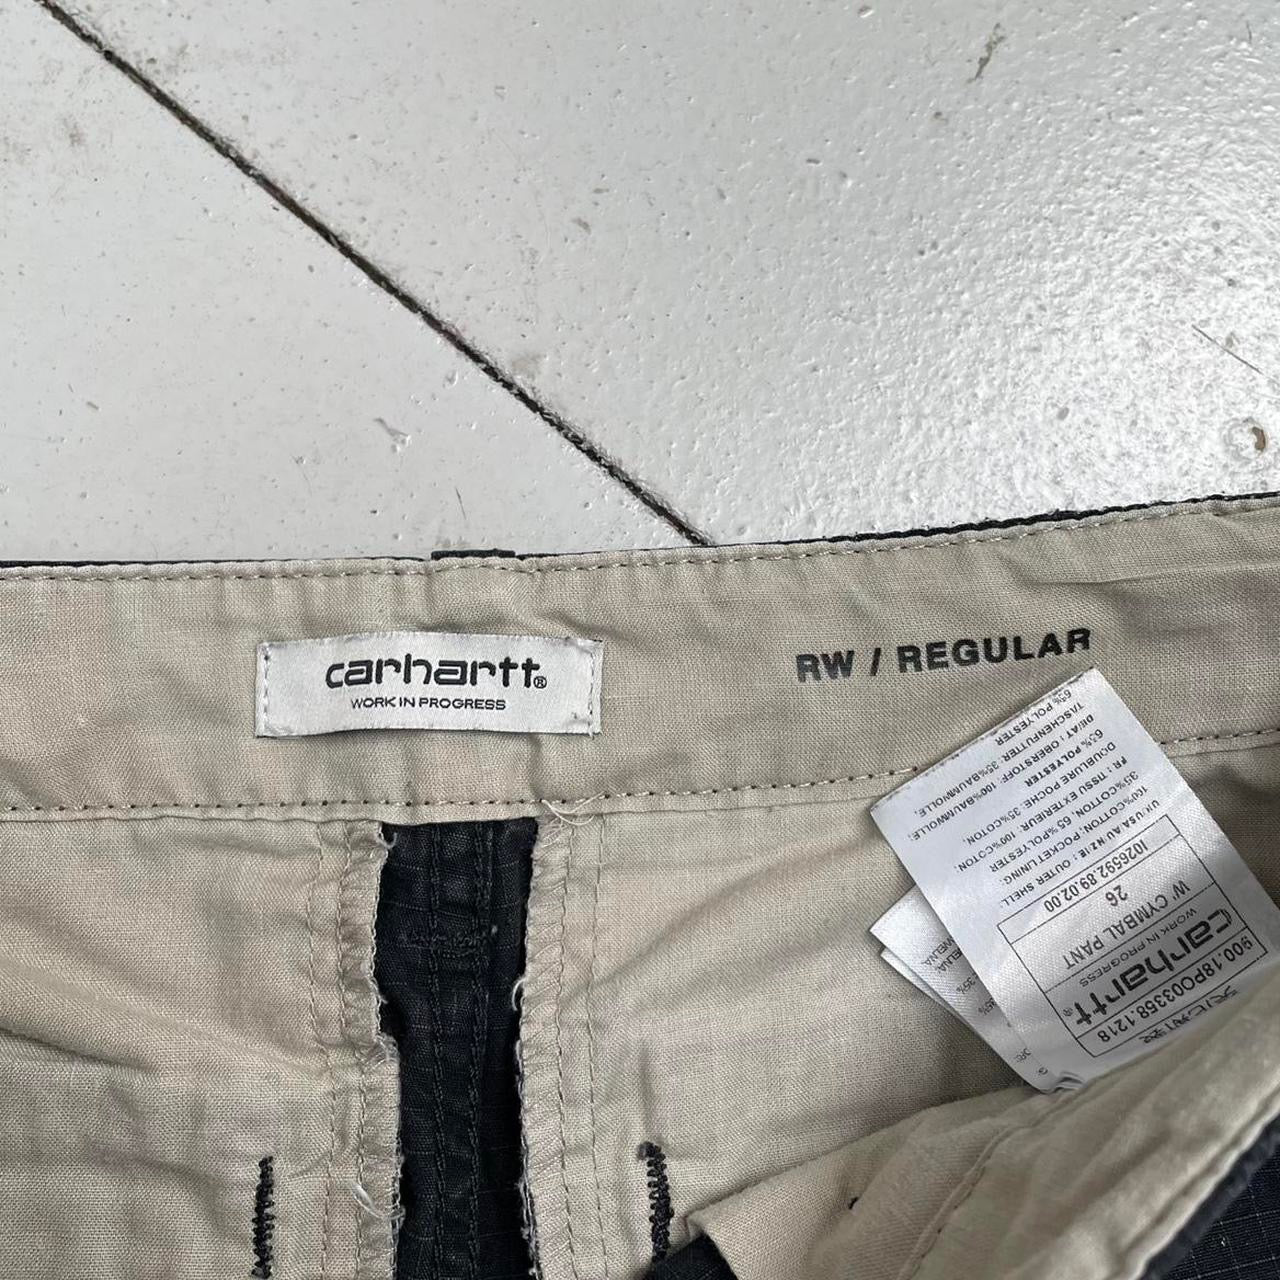 carhartt®
WORK IN PROGRESS
RW / REGULAR
900.18PO03358.1218
carhartt®
WORK IN PROGRESS
W' CYMBAL PANT
26
I026592.89.02.00
UK/USA/AU/NZ/IE: OUTER SHELL:
100%COTTON; POCKET LINING:
35%COTTON, 65%POLYESTER
FR: TISSU EXTÉRIEUR: 100%COTON;
DOUBLURE POCHE: 35%COTON,
65% POLYESTER
DE/AT: OBERSTOFF: 100%BAUMWOLLE;
TASCHENFUTTER: 35%BAUMWOLLE,
65% POLYESTER